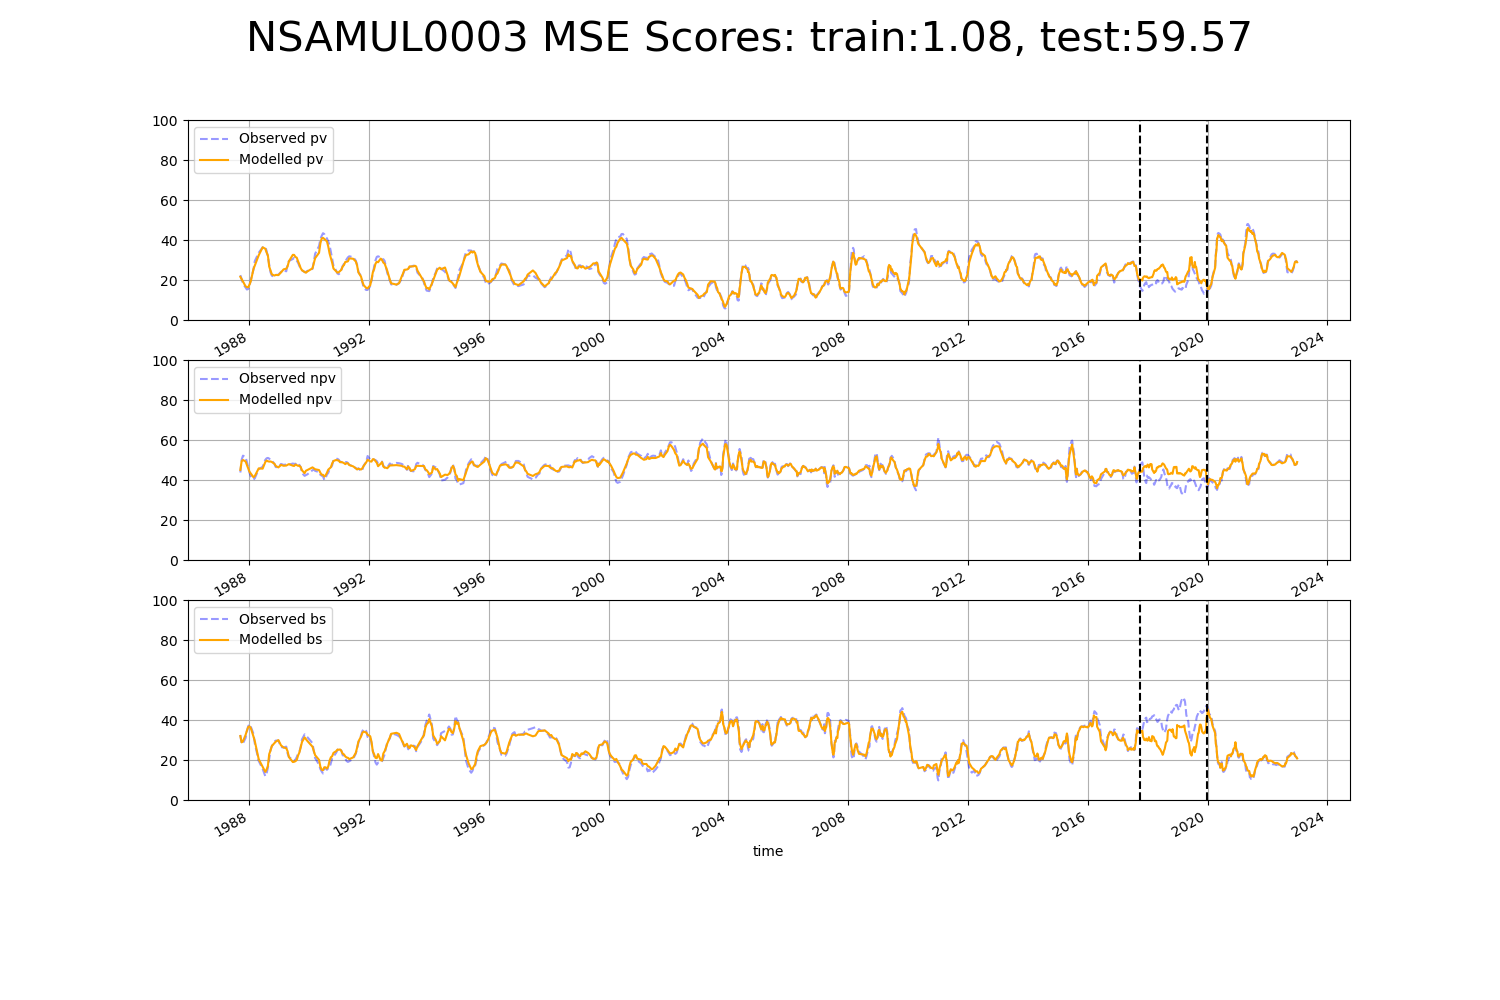 NSAMUL0003 MSE Scores: train:1.08, test:59.57
100
80
60
40
20
0
Observed pv
Modelled pv
1988 1992 1996 2000 2004 2008 2012 2016 2020 2024
100
80
60
40
20
0
Observed npv
Modelled npv
1988 1992 1996 2000 2004 2008 2012 2016 2020 2024
100
80
60
40
20
0
Observed bs
Modelled bs
1988 1992 1996 2000 2004 2008 2012 2016 2020 2024
time